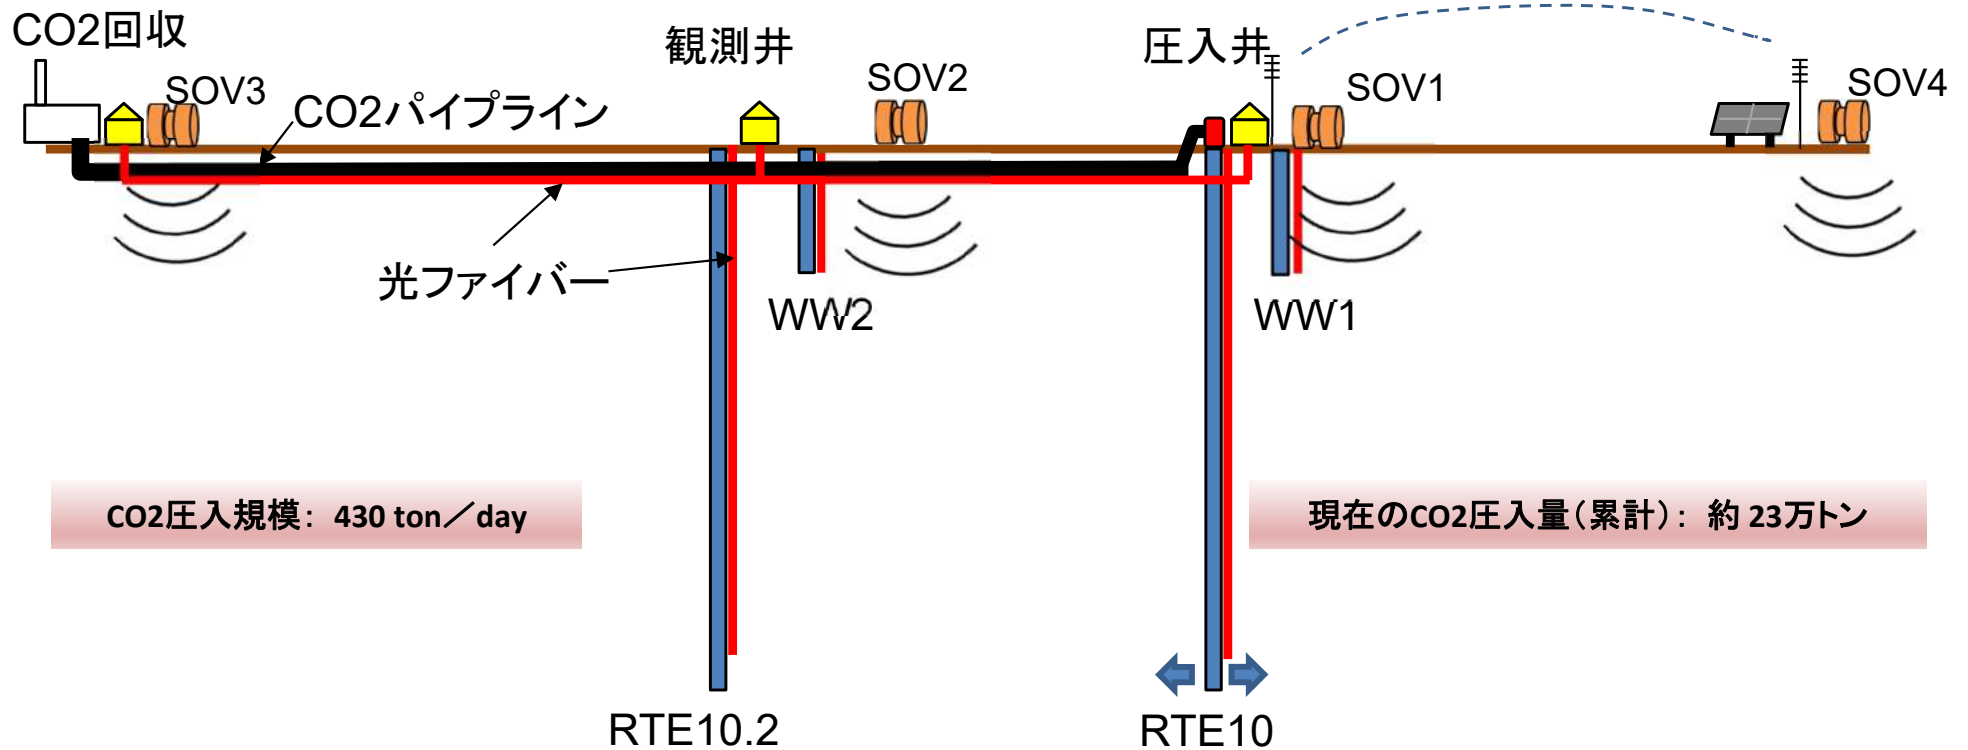 CO2回収
観測井
圧入井
SOV3
CO2パイプライン
SOV2
SOV1
SOV4
光ファイバー
WW2
WW1
CO2圧入規模： 430 ton／day
現在のCO2圧入量（累計）： 約 23万トン
RTE10.2
RTE10